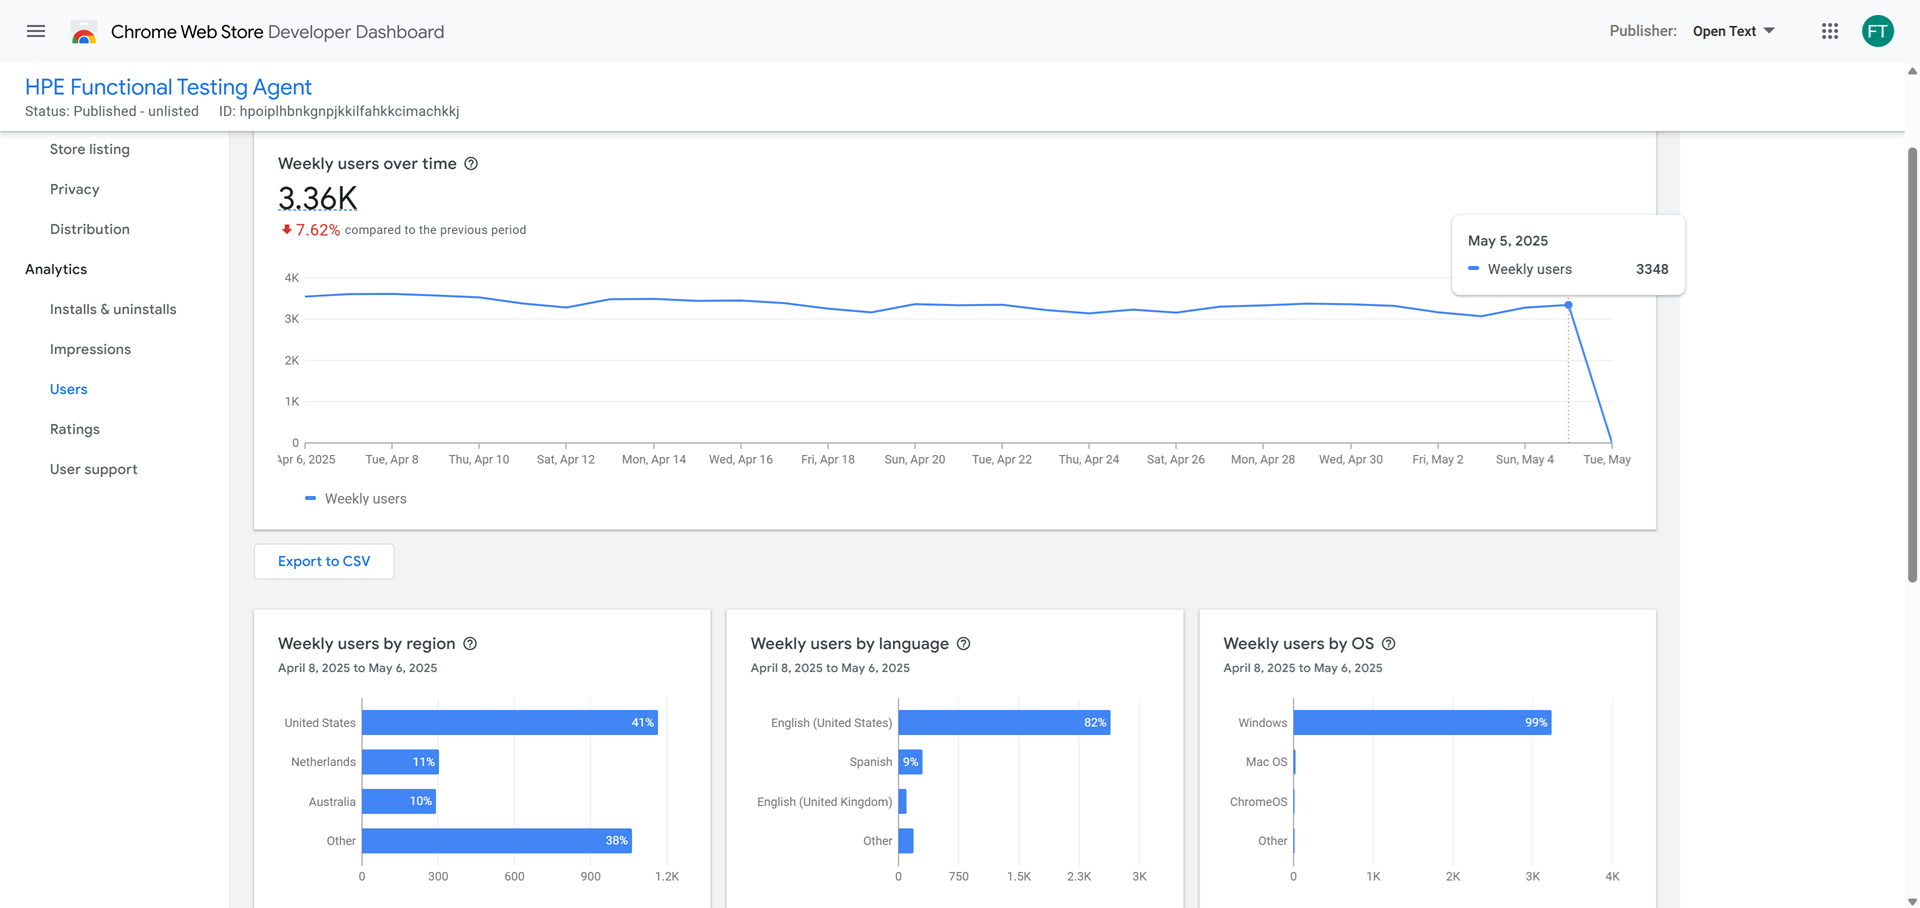 Chrome Web Store Developer Dashboard
Publisher: Open Text
FT
HPE Functional Testing Agent
Status: Published - unlisted ID: hpoiplhbnkgnpjkkilfahkkcimachkkj
Store listing
Privacy
Distribution
Analytics
Installs & uninstalls
Impressions
Users
Ratings
User support
Weekly users over time
3.36K
7.62% compared to the previous period
May 5, 2025
Weekly users 3348
4K
3K
2K
1K
0
Apr 6, 2025 Tue, Apr 8 Thu, Apr 10 Sat, Apr 12 Mon, Apr 14 Wed, Apr 16 Fri, Apr 18 Sun, Apr 20 Tue, Apr 22 Thu, Apr 24 Sat, Apr 26 Mon, Apr 28 Wed, Apr 30 Fri, May 2 Sun, May 4 Tue, May
Weekly users
Export to CSV
Weekly users by region
April 8, 2025 to May 6, 2025
United States 41%
Netherlands 11%
Australia 10%
Other 38%
0 300 600 900 1.2K
Weekly users by language
April 8, 2025 to May 6, 2025
English (United States) 82%
Spanish 9%
English (United Kingdom)
Other
0 750 1.5K 2.3K 3K
Weekly users by OS
April 8, 2025 to May 6, 2025
Windows 99%
Mac OS
ChromeOS
Other
0 1K 2K 3K 4K